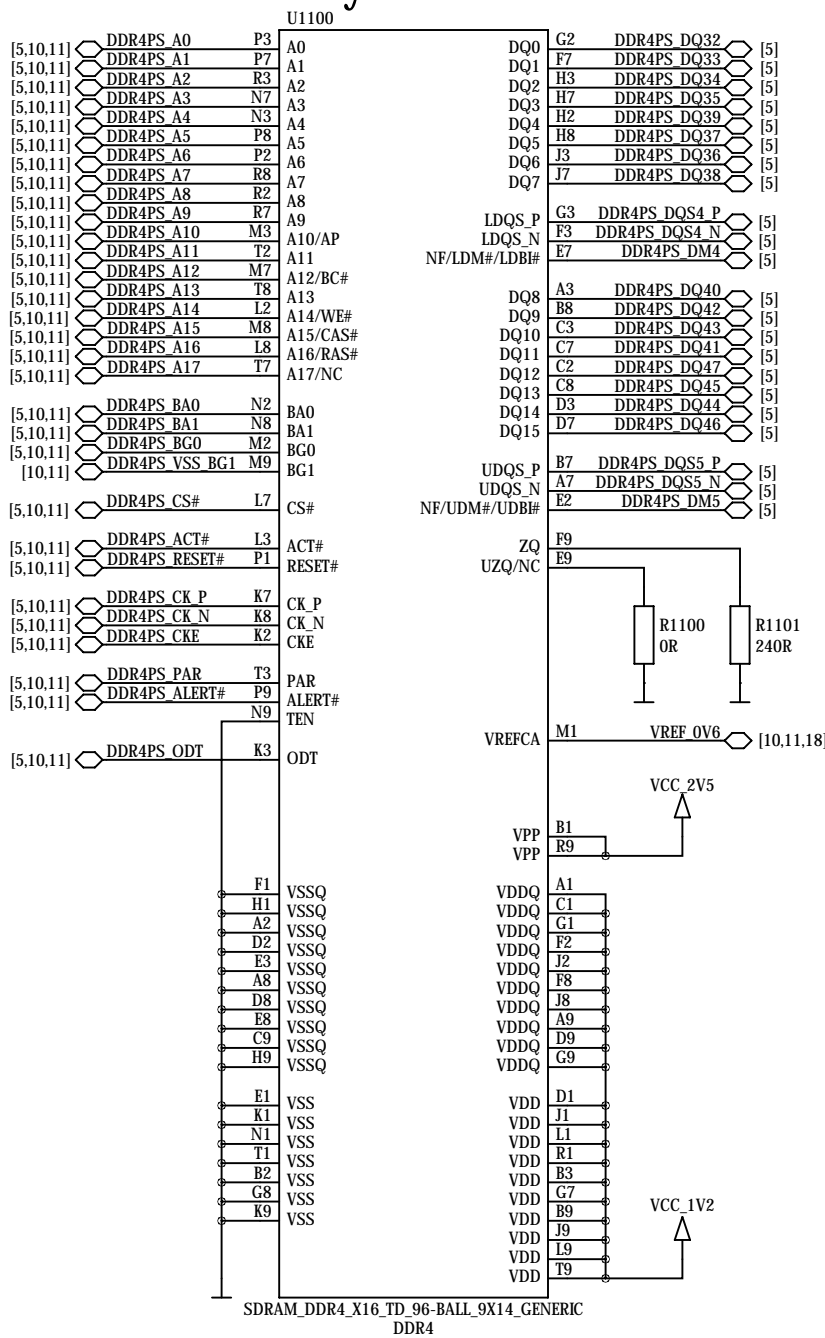 U1100
[5,10,11] DDR4PS_A0 P3 A0 DQ0 G2 DDR4PS_DQ32 [5]
[5,10,11] DDR4PS_A1 P7 A1 DQ1 F7 DDR4PS_DQ33 [5]
[5,10,11] DDR4PS_A2 R3 A2 DQ2 H3 DDR4PS_DQ34 [5]
[5,10,11] DDR4PS_A3 N7 A3 DQ3 H7 DDR4PS_DQ35 [5]
[5,10,11] DDR4PS_A4 N3 A4 DQ4 H2 DDR4PS_DQ39 [5]
[5,10,11] DDR4PS_A5 P8 A5 DQ5 H8 DDR4PS_DQ37 [5]
[5,10,11] DDR4PS_A6 P2 A6 DQ6 J3 DDR4PS_DQ36 [5]
[5,10,11] DDR4PS_A7 R8 A7 DQ7 J7 DDR4PS_DQ38 [5]
[5,10,11] DDR4PS_A8 R2 A8
[5,10,11] DDR4PS_A9 R7 A9 LDQS_P G3 DDR4PS_DQS4_P [5]
[5,10,11] DDR4PS_A10 M3 A10/AP LDQS_N F3 DDR4PS_DQS4_N [5]
[5,10,11] DDR4PS_A11 T2 A11 NF/LDM#/LDBI# E7 DDR4PS_DM4 [5]
[5,10,11] DDR4PS_A12 M7 A12/BC#
[5,10,11] DDR4PS_A13 T8 A13 DQ8 A3 DDR4PS_DQ40 [5]
[5,10,11] DDR4PS_A14 L2 A14/WE# DQ9 B8 DDR4PS_DQ42 [5]
[5,10,11] DDR4PS_A15 M8 A15/CAS# DQ10 C3 DDR4PS_DQ43 [5]
[5,10,11] DDR4PS_A16 L8 A16/RAS# DQ11 C7 DDR4PS_DQ41 [5]
[5,10,11] DDR4PS_A17 T7 A17/NC DQ12 C2 DDR4PS_DQ47 [5]
DQ13 C8 DDR4PS_DQ45 [5]
[5,10,11] DDR4PS_BA0 N2 BA0 DQ14 D3 DDR4PS_DQ44 [5]
[5,10,11] DDR4PS_BA1 N8 BA1 DQ15 D7 DDR4PS_DQ46 [5]
[5,10,11] DDR4PS_BG0 M2 BG0
[10,11] DDR4PS_VSS_BG1 M9 BG1 UDQS_P B7 DDR4PS_DQS5_P [5]
UDQS_N A7 DDR4PS_DQS5_N [5]
[5,10,11] DDR4PS_CS# L7 CS# NF/UDM#/UDBI# E2 DDR4PS_DM5 [5]
[5,10,11] DDR4PS_ACT# L3 ACT# ZQ F9
[5,10,11] DDR4PS_RESET# P1 RESET# UZQ/NC E9
[5,10,11] DDR4PS_CK_P K7 CK_P
[5,10,11] DDR4PS_CK_N K8 CK_N R1100 R1101
[5,10,11] DDR4PS_CKE K2 CKE 0R 240R
[5,10,11] DDR4PS_PAR T3 PAR
[5,10,11] DDR4PS_ALERT# P9 ALERT#
N9 TEN
VREFCA M1 VREF_0V6 [10,11,18]
[5,10,11] DDR4PS_ODT K3 ODT
VCC_2V5
VPP B1
VPP R9
F1 VSSQ VDDQ A1
H1 VSSQ VDDQ C1
A2 VSSQ VDDQ G1
D2 VSSQ VDDQ F2
E3 VSSQ VDDQ J2
A8 VSSQ VDDQ F8
D8 VSSQ VDDQ J8
E8 VSSQ VDDQ A9
C9 VSSQ VDDQ D9
H9 VSSQ VDDQ G9
E1 VSS VDD D1
K1 VSS VDD J1
N1 VSS VDD L1
T1 VSS VDD R1
B2 VSS VDD B3
G8 VSS VDD G7
K9 VSS VDD B9
VCC_1V2
VDD J9
VDD L9
VDD T9
SDRAM_DDR4_X16_TD_96-BALL_9X14_GENERIC
DDR4